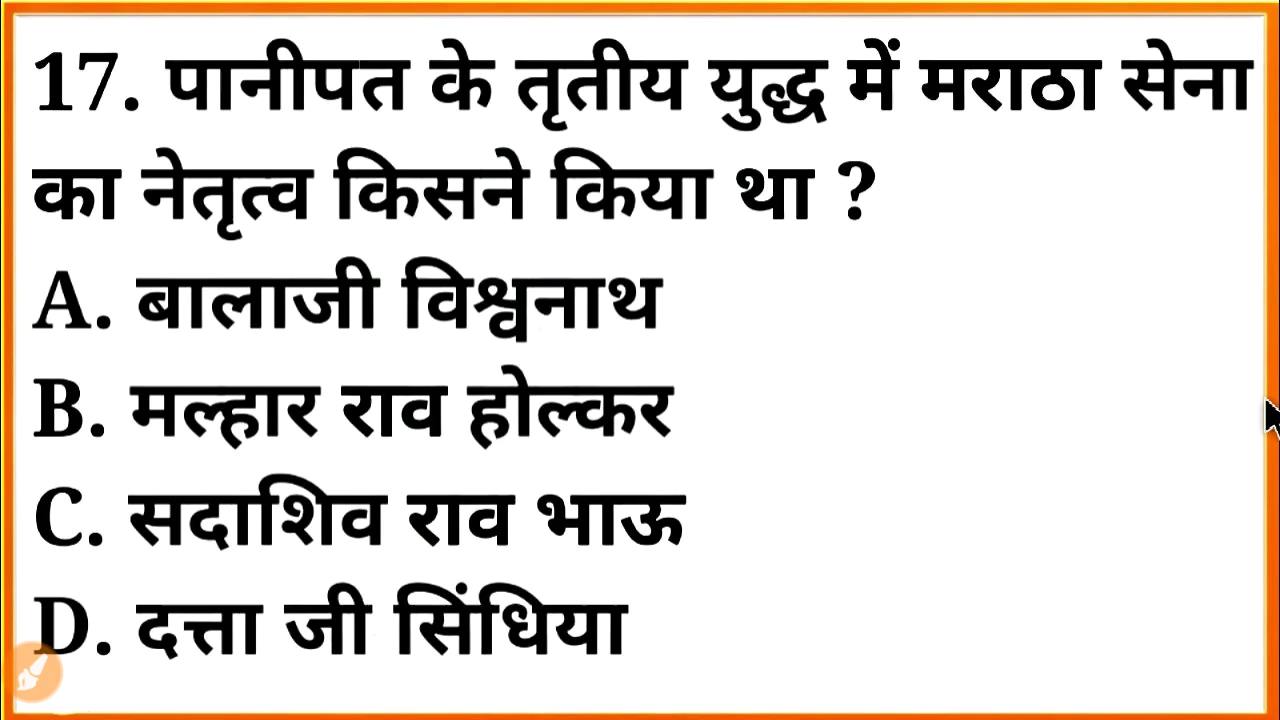 17. पानीपत के तृतीय युद्ध में मराठा सेना
का नेतृत्व किसने किया था ?
A. बालाजी विश्वनाथ
B. मल्हार राव होल्कर
C. सदाशिव राव भाऊ
D. दत्ता जी सिंधिया